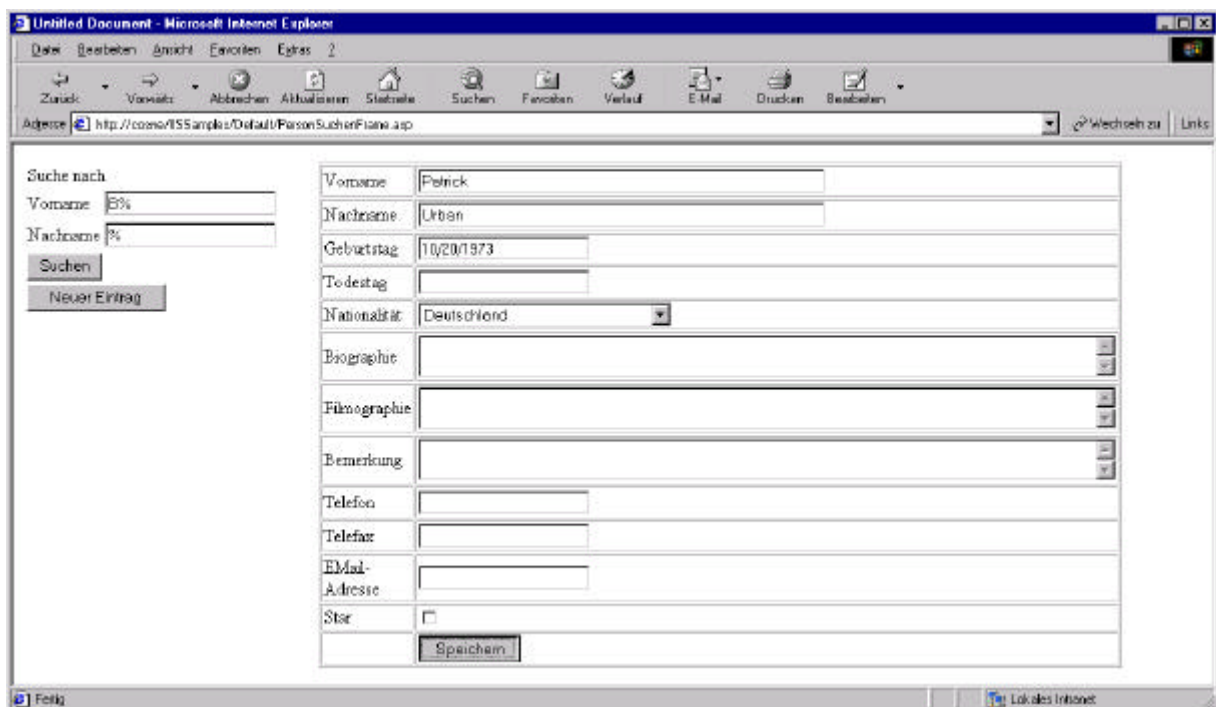 Untitled Document - Microsoft Internet Explorer
Datei Bearbeiten Ansicht Favoriten Extras ?
Zurück Vorwärts Abbrechen Aktualisieren Startseite Suchen Favoriten Verlauf E-Mail Drucken Bearbeiten
Adresse http://cosme/IISSamples/Default/PersonSuchenFrame.asp Wechseln zu Links
Suche nach
Vorname B%
Nachname %
Suchen
Neuer Eintrag
Vorname Patrick
Nachname Urban
Geburtstag 10/20/1973
Todestag
Nationalität Deutschland
Biographie
Filmographie
Bemerkung
Telefon
Telefax
EMail-
Adresse
Star
Speichern
Fertig Lokales Intranet